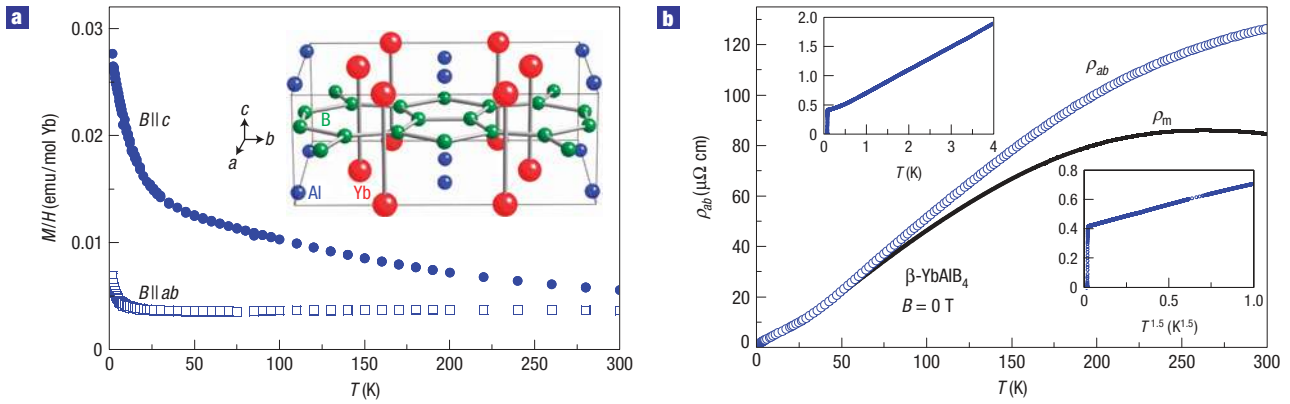 a
0.03
0.02
0.01
0
M/H (emu/mol Yb)
B||c
B||ab
c
b
a
B
Al
Yb
0 50 100 150 200 250 300
T (K)
b
120
100
80
60
40
20
0
ρab (μΩ cm)
2.0
1.5
1.0
0.5
0
0 1 2 3 4
T (K)
ρab
ρm
0.8
0.6
0.4
0.2
0
0 0.5 1.0
T^1.5 (K^1.5)
β-YbAlB4
B = 0 T
0 50 100 150 200 250 300
T (K)